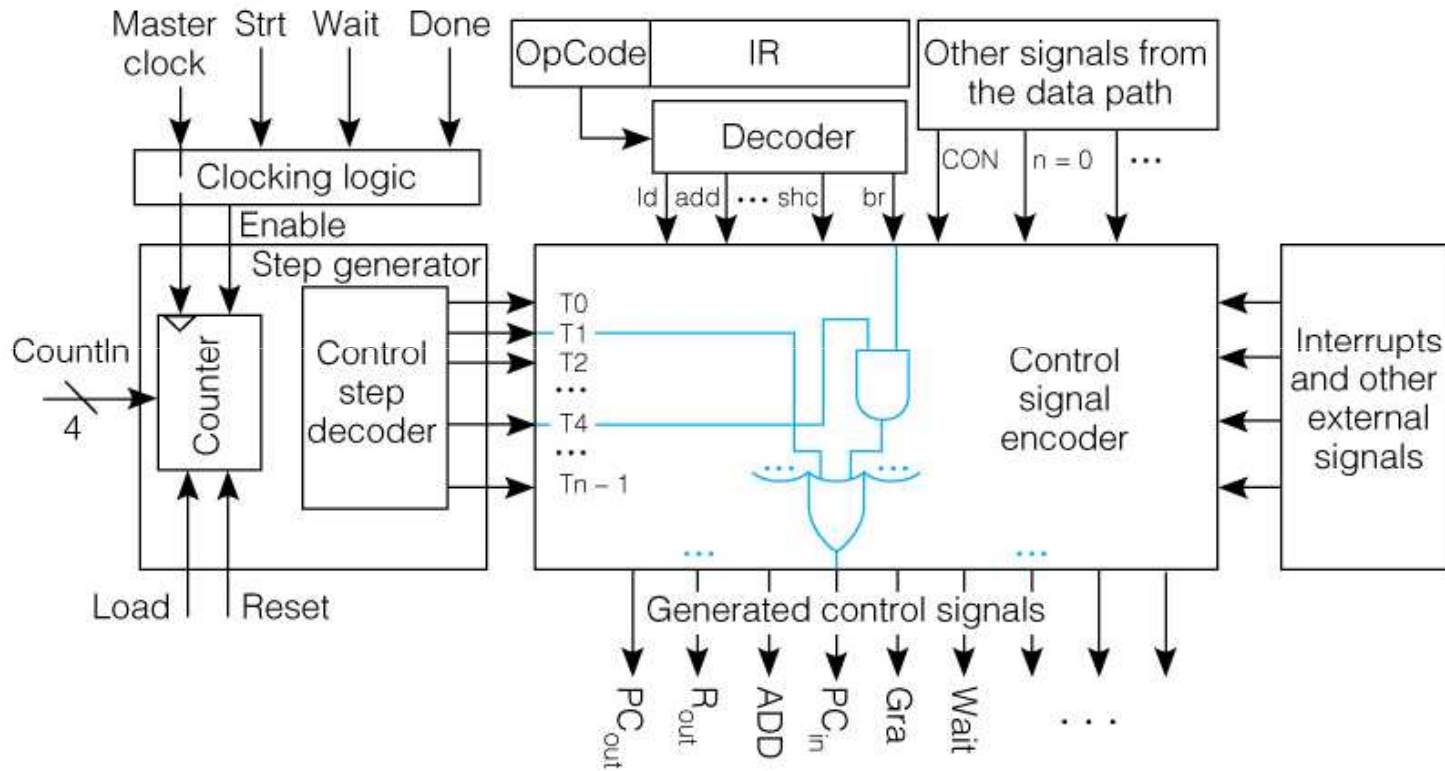 Master
clock
Strt
Wait
Done
OpCode
IR
Other signals from
the data path
Decoder
Clocking logic
CON
n = 0
...
ld
add
...
shc
br
Enable
Step generator
CountIn
4
Counter
Control
step
decoder
T0
T1
T2
...
T4
...
Tn – 1
...
...
Control
signal
encoder
Interrupts
and other
external
signals
...
...
Load
Reset
Generated control signals
PCout
Rout
ADD
PCin
Gra
Wait
. . .